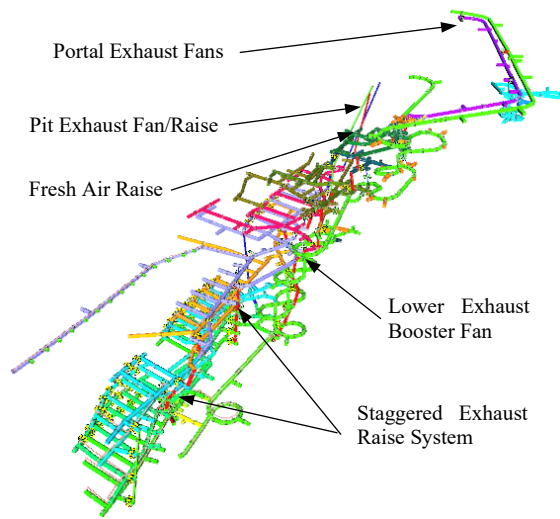 Portal Exhaust Fans
Pit Exhaust Fan/Raise
Fresh Air Raise
Lower Exhaust
Booster Fan
Staggered Exhaust
Raise System